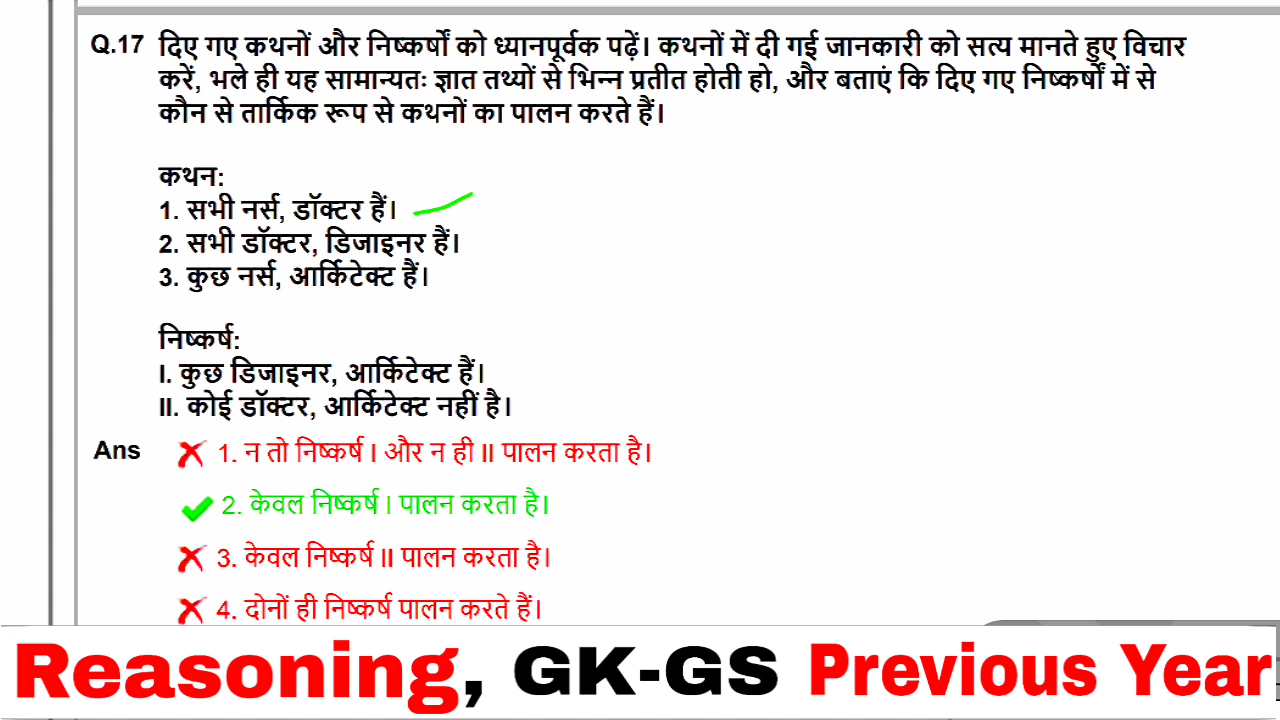 Q.17 दिए गए कथनों और निष्कर्षों को ध्यानपूर्वक पढ़ें। कथनों में दी गई जानकारी को सत्य मानते हुए विचार
करें, भले ही यह सामान्यतः ज्ञात तथ्यों से भिन्न प्रतीत होती हो, और बताएं कि दिए गए निष्कर्षों में से
कौन से तार्किक रूप से कथनों का पालन करते हैं।
कथन:
1. सभी नर्स, डॉक्टर हैं।
2. सभी डॉक्टर, डिजाइनर हैं।
3. कुछ नर्स, आर्किटेक्ट हैं।
निष्कर्ष:
I. कुछ डिजाइनर, आर्किटेक्ट हैं।
II. कोई डॉक्टर, आर्किटेक्ट नहीं है।
Ans 1. न तो निष्कर्ष I और न ही II पालन करता है।
2. केवल निष्कर्ष I पालन करता है।
3. केवल निष्कर्ष II पालन करता है।
4. दोनों ही निष्कर्ष पालन करते हैं।
Reasoning, GK-GS Previous Year